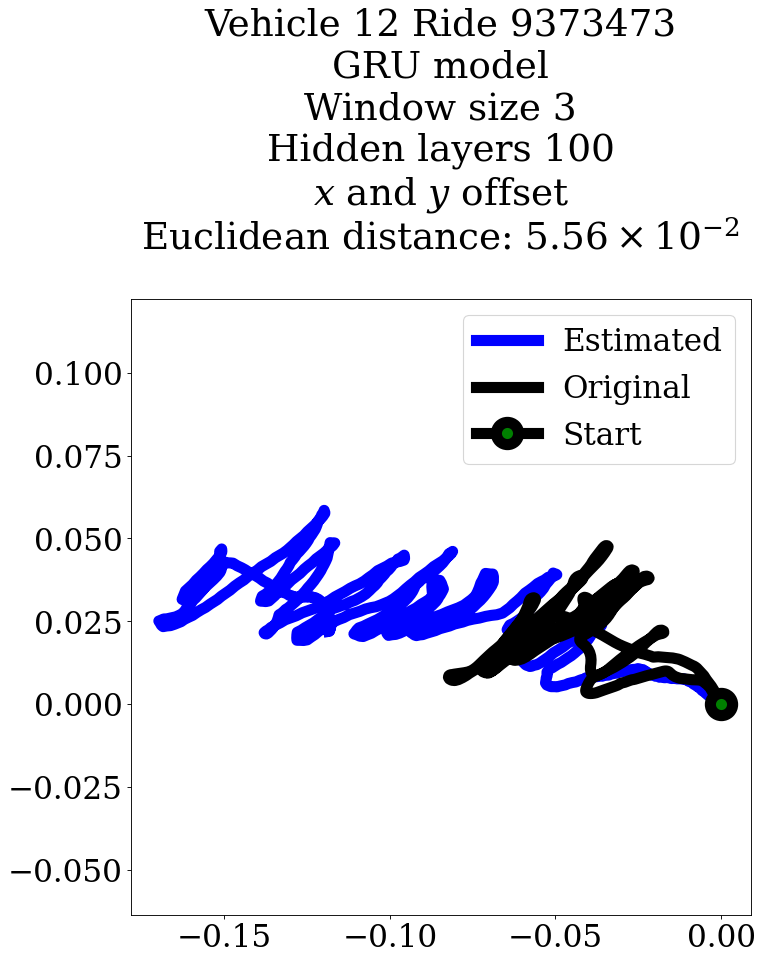 Vehicle 12 Ride 9373473
GRU model
Window size 3
Hidden layers 100
x and y offset
Euclidean distance: 5.56 × 10⁻²
Estimated
Original
Start
0.100
0.075
0.050
0.025
0.000
−0.025
−0.050
−0.15
−0.10
−0.05
0.00